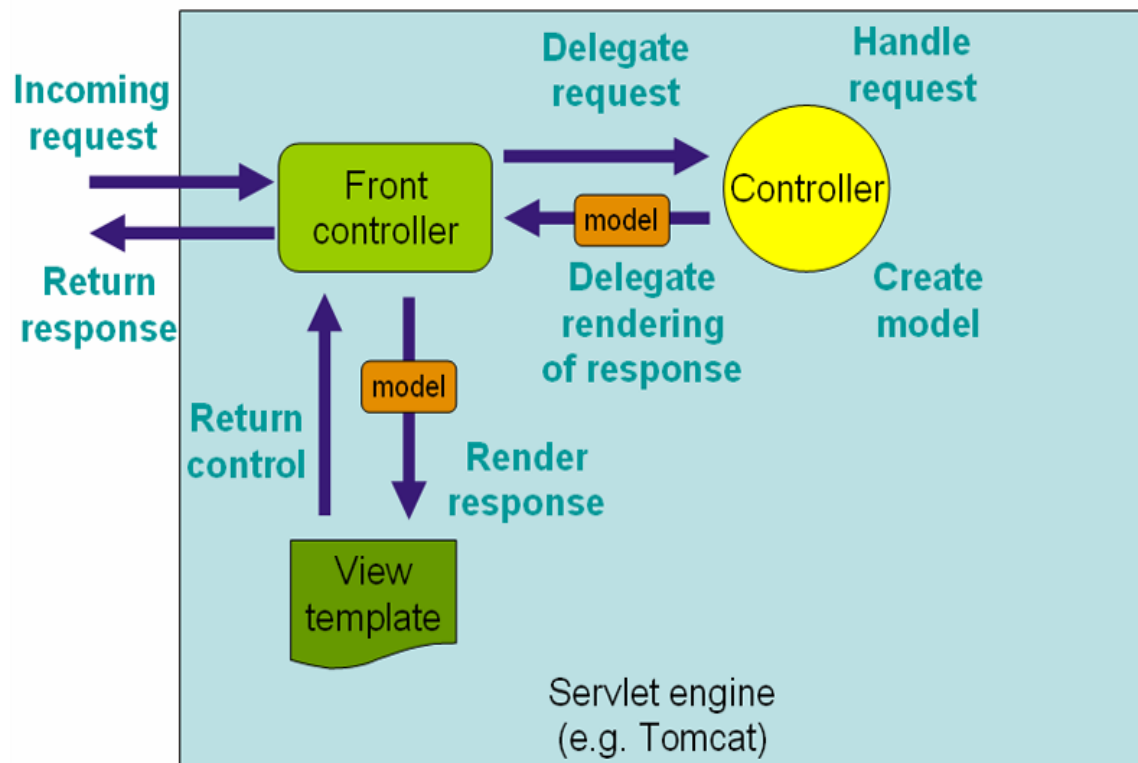 Incoming
request
Return
response
Front
controller
Delegate
request
Handle
request
Controller
model
Delegate
rendering
of response
Create
model
Return
control
model
Render
response
View
template
Servlet engine
(e.g. Tomcat)